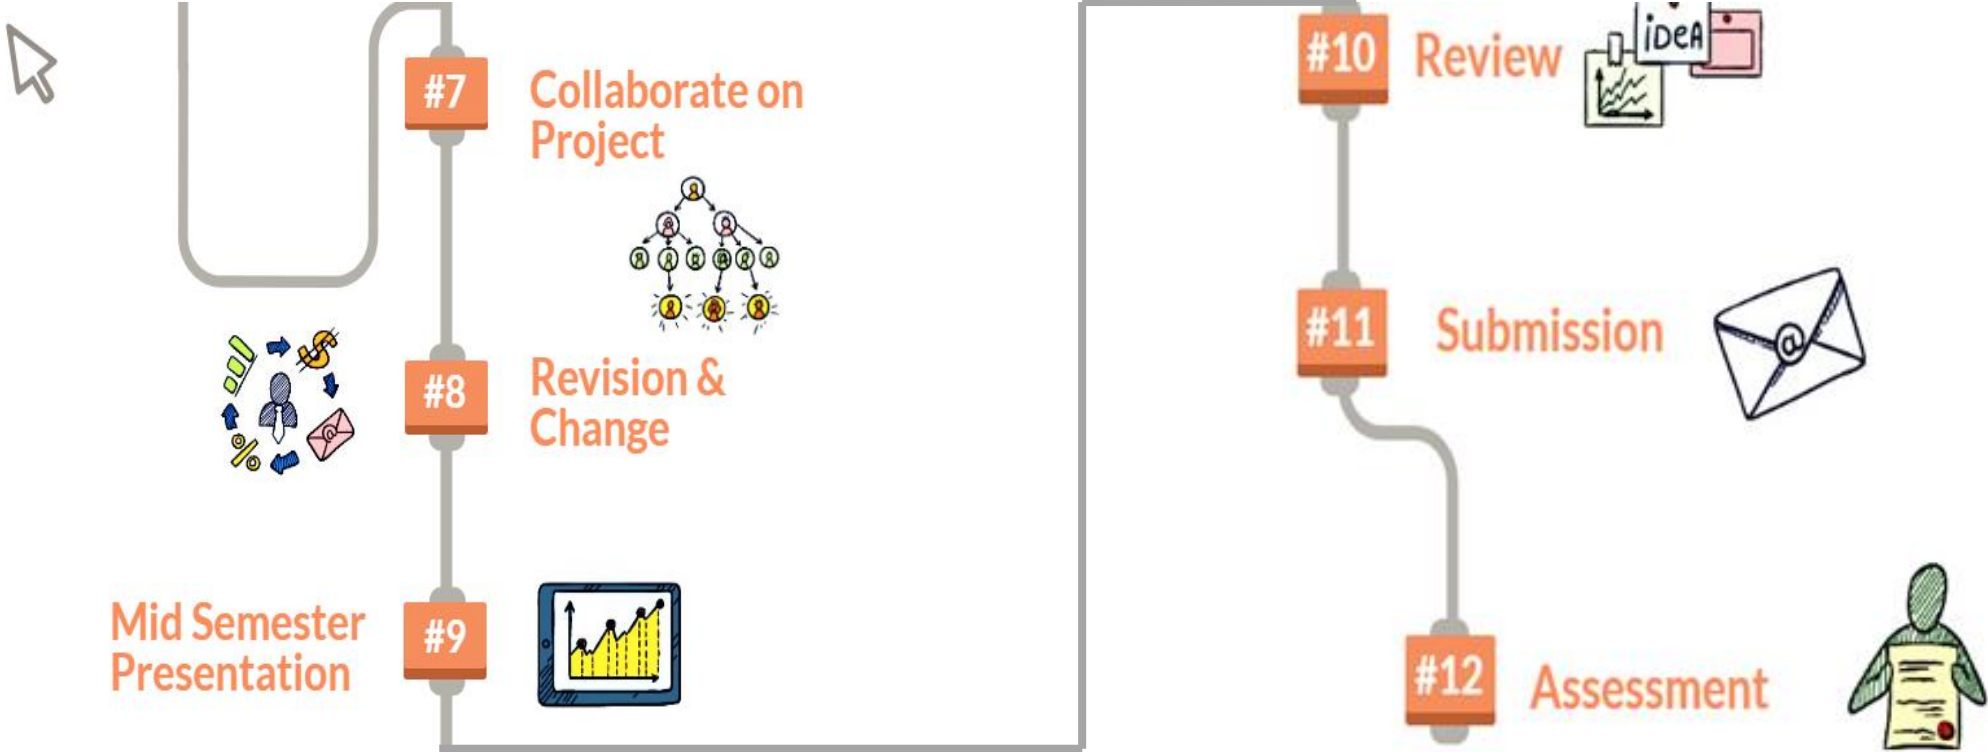 #7
Collaborate on
Project
#8
Revision &
Change
@
%
$
Mid Semester
Presentation
#9
#10
Review
iDeA
#11
Submission
@
#12
Assessment